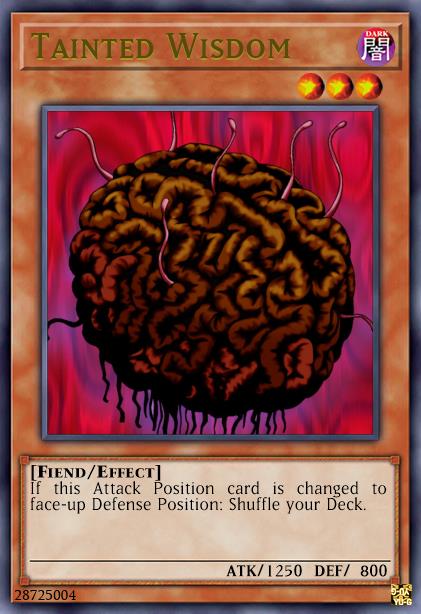 Tainted Wisdom
DARK
闇
[Fiend/Effect]
If this Attack Position card is changed to
face-up Defense Position: Shuffle your Deck.
ATK/1250 DEF/ 800
28725004